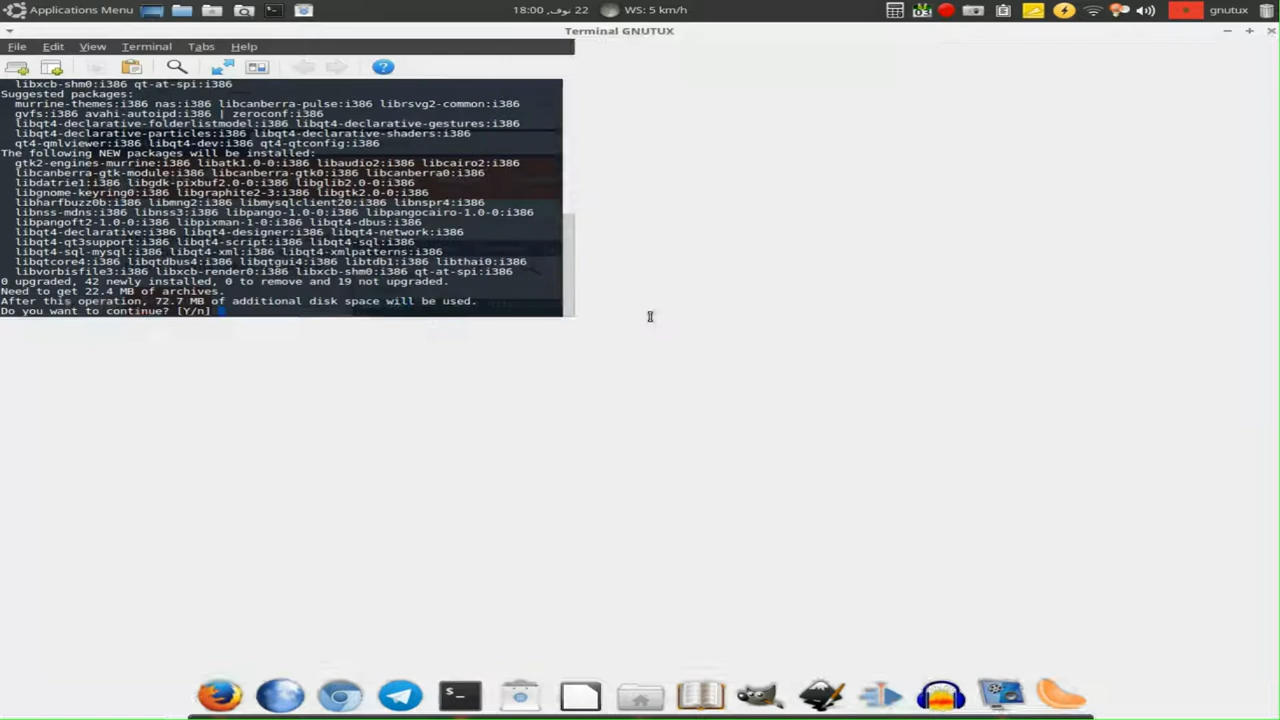 Applications Menu
18:00 ,نوف 22
WS: 5 km/h
gnutux
Terminal GNUTUX
File Edit View Terminal Tabs Help
libxcb-shm0:i386 qt-at-spi:i386
Suggested packages:
murrine-themes:i386 nas:i386 libcanberra-pulse:i386 librsvg2-common:i386
gvfs:i386 avahi-autoipd:i386 | zeroconf:i386
libqt4-declarative-folderlistmodel:i386 libqt4-declarative-gestures:i386
libqt4-declarative-particles:i386 libqt4-declarative-shaders:i386
qt4-qmlviewer:i386 libqt4-dev:i386 qt4-qtconfig:i386
The following NEW packages will be installed:
gtk2-engines-murrine:i386 libatk1.0-0:i386 libaudio2:i386 libcairo2:i386
libcanberra-gtk-module:i386 libcanberra-gtk0:i386 libcanberra0:i386
libdatrie1:i386 libgdk-pixbuf2.0-0:i386 libglib2.0-0:i386
libgnome-keyring0:i386 libgraphite2-3:i386 libgtk2.0-0:i386
libharfbuzz0b:i386 libmng2:i386 libmysqlclient20:i386 libnspr4:i386
libnss-mdns:i386 libnss3:i386 libpango-1.0-0:i386 libpangocairo-1.0-0:i386
libpangoft2-1.0-0:i386 libpixman-1-0:i386 libqt4-dbus:i386
libqt4-declarative:i386 libqt4-designer:i386 libqt4-network:i386
libqt4-qt3support:i386 libqt4-script:i386 libqt4-sql:i386
libqt4-sql-mysql:i386 libqt4-xml:i386 libqt4-xmlpatterns:i386
libqtcore4:i386 libqtdbus4:i386 libqtgui4:i386 libtdb1:i386 libthai0:i386
libvorbisfile3:i386 libxcb-render0:i386 libxcb-shm0:i386 qt-at-spi:i386
0 upgraded, 42 newly installed, 0 to remove and 19 not upgraded.
Need to get 22.4 MB of archives.
After this operation, 72.7 MB of additional disk space will be used.
Do you want to continue? [Y/n]